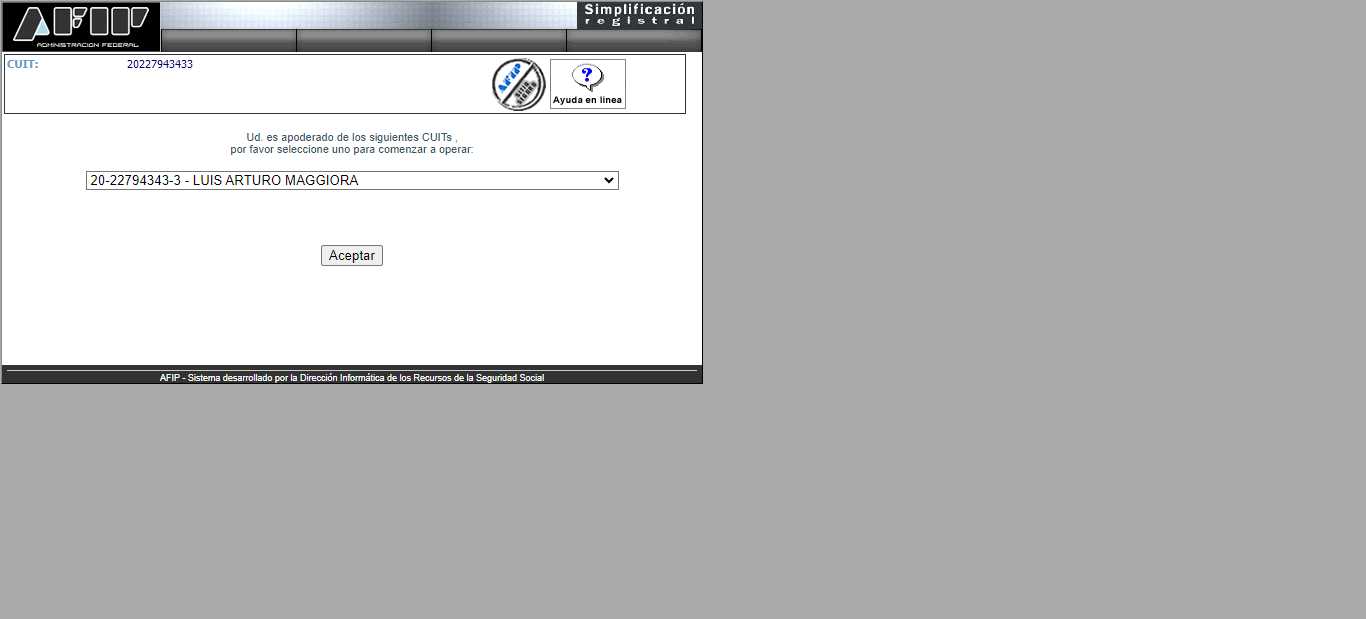 AFIP
ADMINISTRACION FEDERAL
Simplificación
registral
CUIT: 20227943433
AFIP
Ayuda en linea
Ud. es apoderado de los siguientes CUITs ,
por favor seleccione uno para comenzar a operar:
20-22794343-3 - LUIS ARTURO MAGGIORA
Aceptar
AFIP - Sistema desarrollado por la Dirección Informática de los Recursos de la Seguridad Social